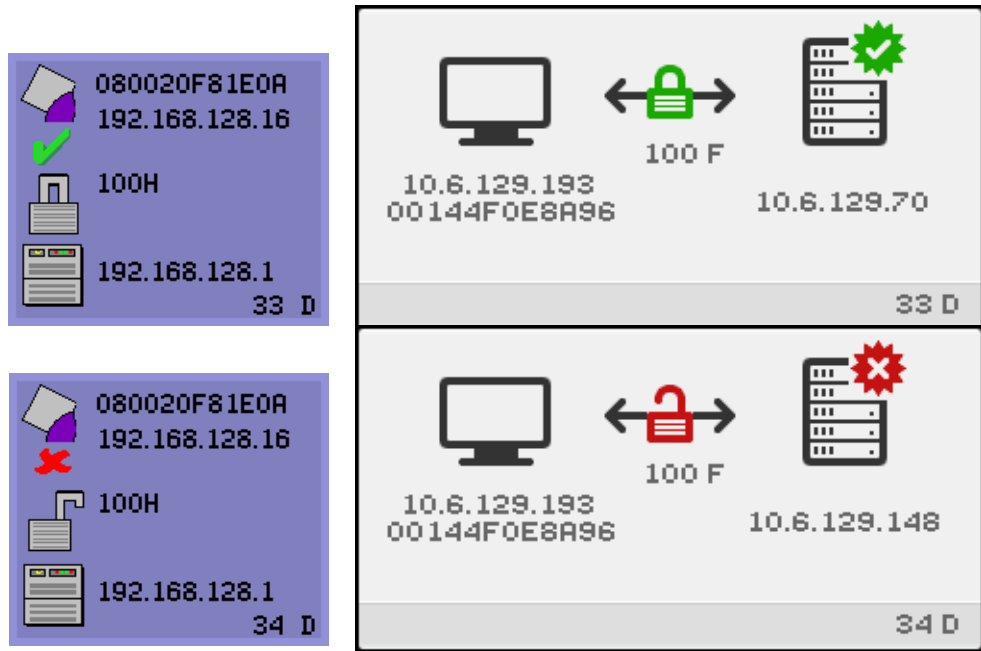 080020F81E0A
192.168.128.16
100H
192.168.128.1
33 D
100 F
10.6.129.193
00144F0E8A96
10.6.129.70
33 D
080020F81E0A
192.168.128.16
100H
192.168.128.1
34 D
100 F
10.6.129.193
00144F0E8A96
10.6.129.148
34 D